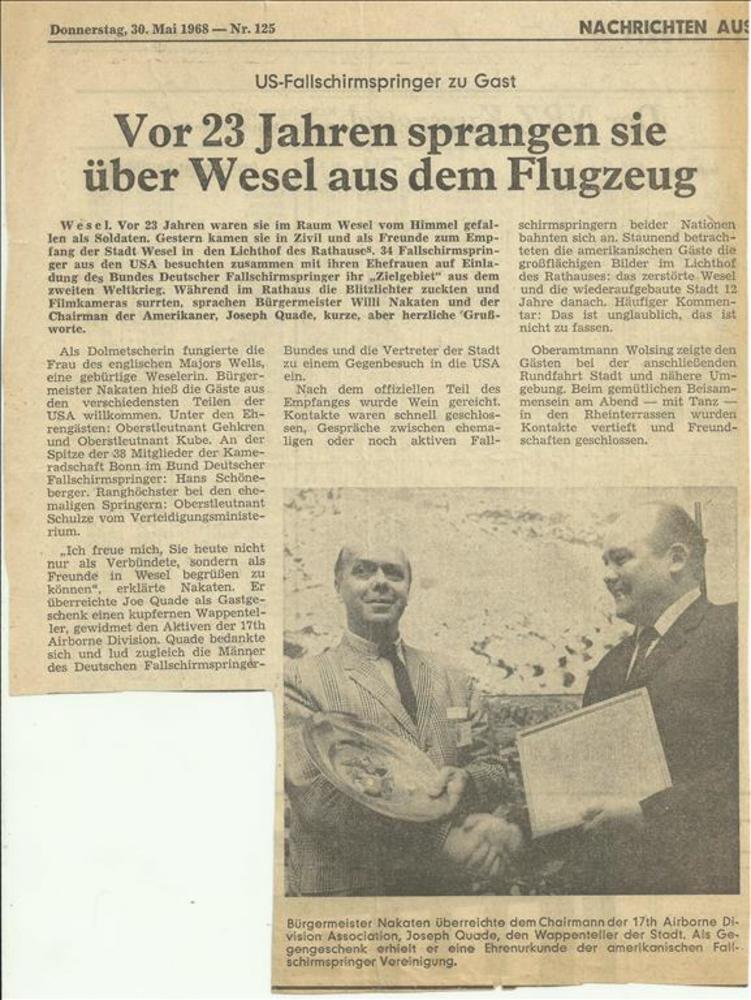 Donnerstag, 30. Mai 1968 — Nr. 125
NACHRICHTEN AUS
US-Fallschirmspringer zu Gast
Vor 23 Jahren sprangen sie
über Wesel aus dem Flugzeug
Wesel. Vor 23 Jahren waren sie im Raum Wesel vom Himmel gefal-
len als Soldaten. Gestern kamen sie in Zivil und als Freunde zum Emp-
fang der Stadt Wesel in den Lichthof des Rathauses. 34 Fallschirmsprin-
ger aus den USA besuchten zusammen mit ihren Ehefrauen auf Einla-
dung des Bundes Deutscher Fallschirmspringer ihr „Zielgebiet" aus dem
zweiten Weltkrieg. Während im Rathaus die Blitzlichter zuckten und
Filmkameras surrten, sprachen Bürgermeister Willi Nakaten und der
Chairman der Amerikaner, Joseph Quade, kurze, aber herzliche Gruß-
worte.
Als Dolmetscherin fungierte die
Frau des englischen Majors Wells,
eine gebürtige Weselerin. Bürger-
meister Nakaten hieß die Gäste aus
den verschiedensten Teilen der
USA willkommen. Unter den Eh-
rengästen: Oberstleutnant Gehkren
und Oberstleutnant Kube. An der
Spitze der 38 Mitglieder der Kame-
radschaft Bonn im Bund Deutscher
Fallschirmspringer: Hans Schöne-
berger. Ranghöchster bei den ehe-
maligen Springern: Oberstleutnant
Schulze vom Verteidigungsministe-
rium.
„Ich freue mich, Sie heute nicht
nur als Verbündete, sondern als
Freunde in Wesel begrüßen zu
können", erklärte Nakaten. Er
überreichte Joe Quade als Gastge-
schenk einen kupfernen Wappentel-
ler, gewidmet den Aktiven der 17th
Airborne Division. Quade bedankte
sich und lud zugleich die Männer
des Deutschen Fallschirmspringer-
Bundes und die Vertreter der Stadt
zu einem Gegenbesuch in die USA
ein.
Nach dem offiziellen Teil des
Empfanges wurde Wein gereicht.
Kontakte waren schnell geschlos-
sen, Gespräche zwischen ehema-
ligen oder noch aktiven Fall-
schirmspringern beider Nationen
bahnten sich an. Staunend betrach-
teten die amerikanischen Gäste die
großflächigen Bilder im Lichthof
des Rathauses: das zerstörte Wesel
und die wiederaufgebaute Stadt 12
Jahre danach. Häufiger Kommen-
tar: Das ist unglaublich, das ist
nicht zu fassen.
Oberamtmann Wolsing zeigte den
Gästen bei der anschließenden
Rundfahrt Stadt und nähere Um-
gebung. Beim gemütlichen Beisam-
mensein am Abend — mit Tanz —
in den Rheinterrassen wurden
Kontakte vertieft und Freund-
schaften geschlossen.
Bürgermeister Nakaten überreichte dem Chairmann der 17th Airborne Di-
vision Association, Joseph Quade, den Wappenteller der Stadt. Als Ge-
gengeschenk erhielt er eine Ehrenurkunde der amerikanischen Fall-
schirmspringer Vereinigung.